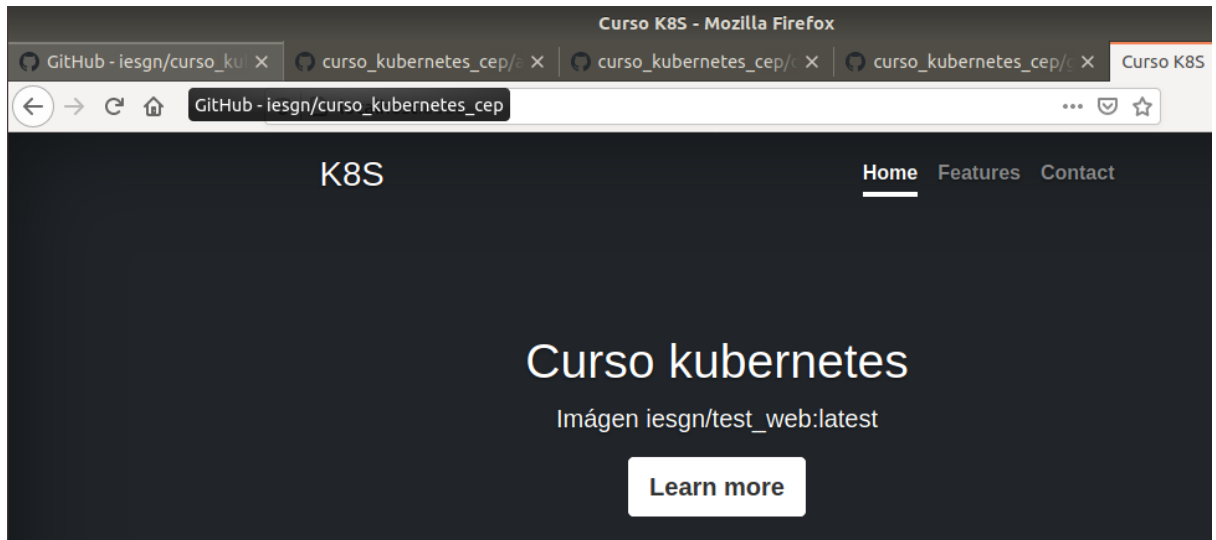 Curso K8S - Mozilla Firefox
GitHub - iesgn/curso_ku curso_kubernetes_cep/ curso_kubernetes_cep/ curso_kubernetes_cep/ Curso K8S
GitHub - iesgn/curso_kubernetes_cep
K8S Home Features Contact
Curso kubernetes
Imágen iesgn/test_web:latest
Learn more